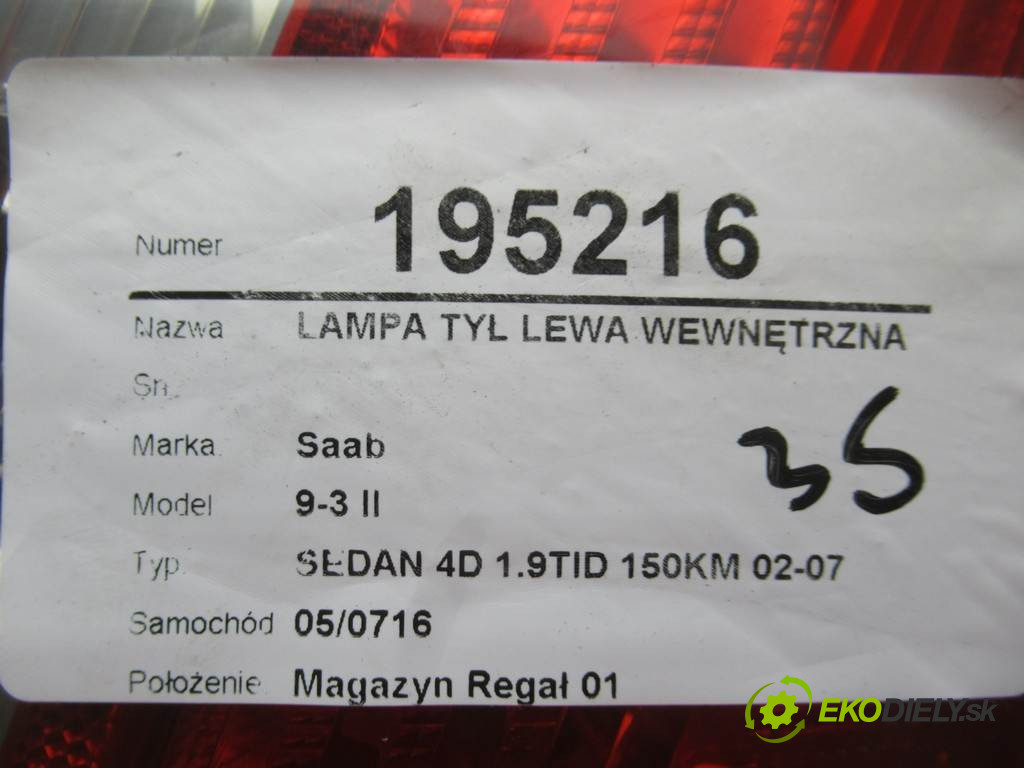 Numer 195216
Nazwa LAMPA TYŁ LEWA WEWNĘTRZNA
Sn.
Marka. Saab
Model 9-3 II
Typ. SEDAN 4D 1.9TID 150KM 02-07
Samochód 05/0716
Położenie. Magazyn Regał 01
35
EKODIELY.sk